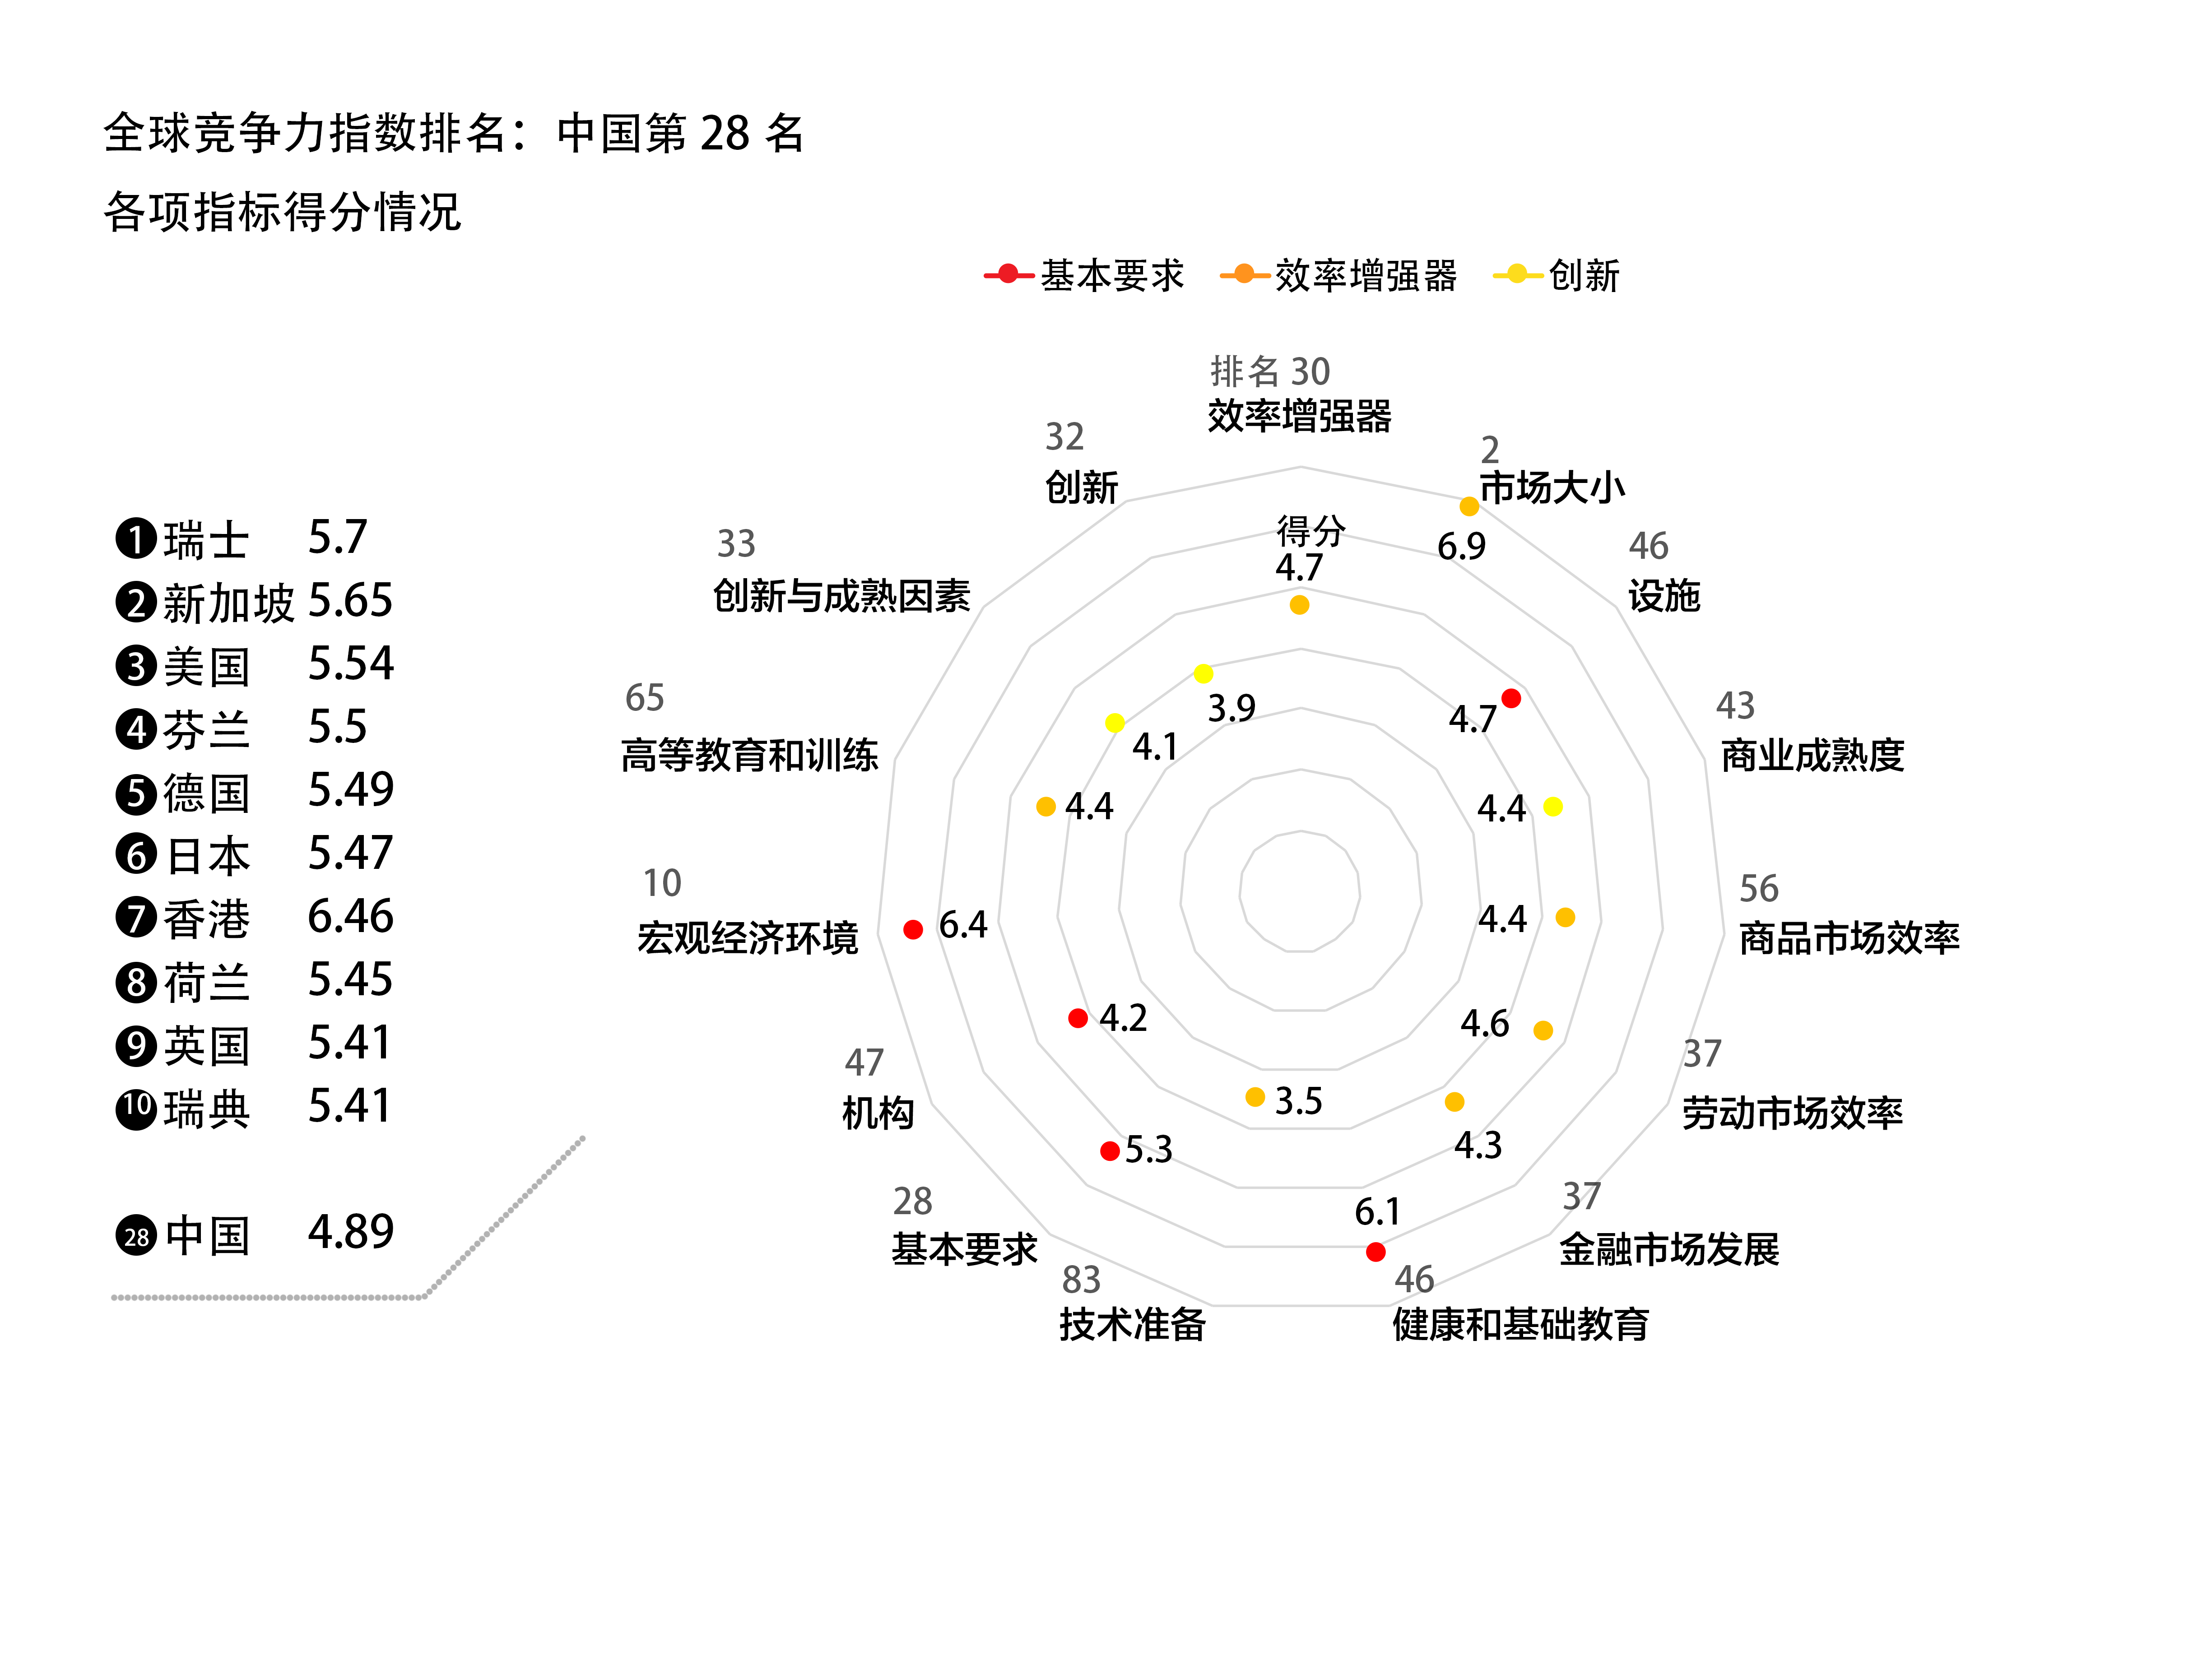 全球竞争力指数排名：中国第 28 名
各项指标得分情况
基本要求 效率增强器 创新
1 瑞士 5.7
2 新加坡 5.65
3 美国 5.54
4 芬兰 5.5
5 德国 5.49
6 日本 5.47
7 香港 6.46
8 荷兰 5.45
9 英国 5.41
10 瑞典 5.41
28 中国 4.89
排名 30
效率增强器
得分
4.7
2
市场大小
6.9
46
设施
4.7
43
商业成熟度
4.4
56
商品市场效率
4.4
37
劳动市场效率
4.6
37
金融市场发展
4.3
46
健康和基础教育
6.1
83
技术准备
3.5
28
基本要求
5.3
47
机构
4.2
10
宏观经济环境
6.4
65
高等教育和训练
4.4
33
创新与成熟因素
4.1
32
创新
3.9